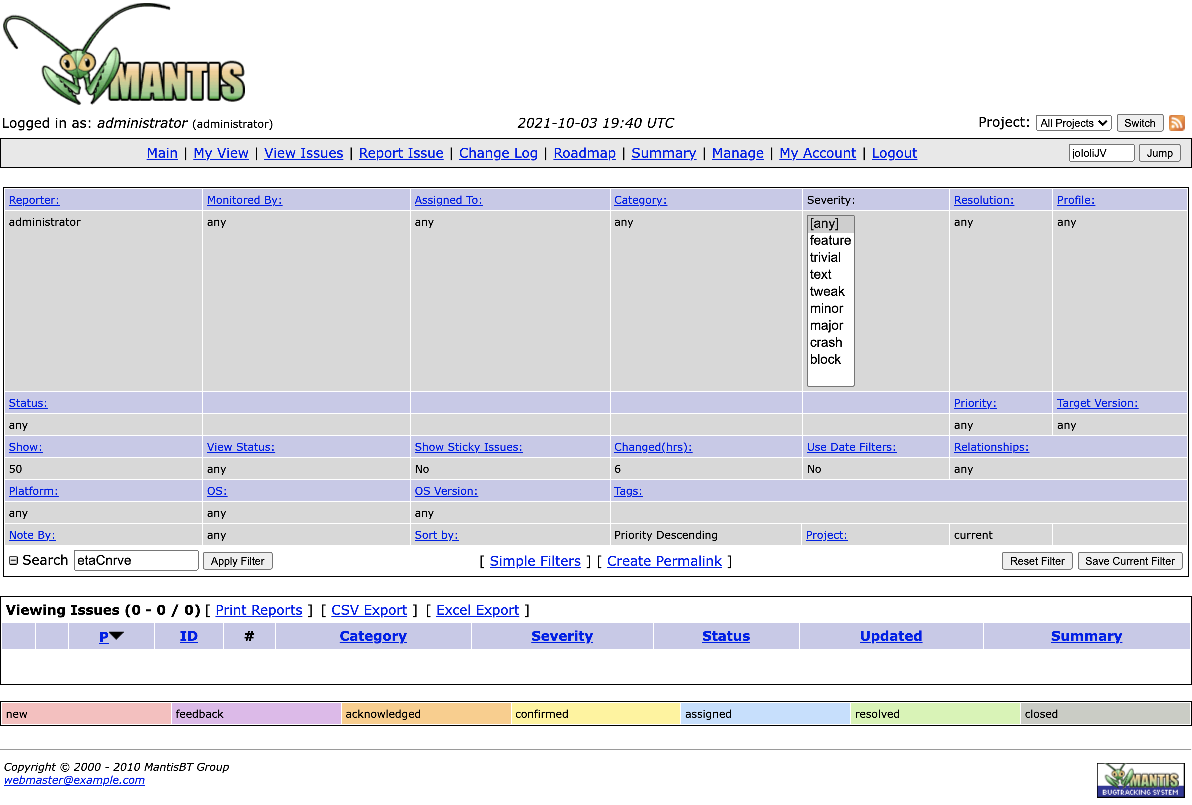 MANTIS
Logged in as: administrator (administrator) 2021-10-03 19:40 UTC Project: All Projects Switch
Main | My View | View Issues | Report Issue | Change Log | Roadmap | Summary | Manage | My Account | Logout joIoliJV Jump
Reporter: Monitored By: Assigned To: Category: Severity: Resolution: Profile:
administrator any any any [any] any any
feature
trivial
text
tweak
minor
major
crash
block
Status: Priority: Target Version:
any any any
Show: View Status: Show Sticky Issues: Changed(hrs): Use Date Filters: Relationships:
50 any No 6 No any
Platform: OS: OS Version: Tags:
any any any
Note By: any Sort by: Priority Descending Project: current
Search etaCnrve Apply Filter [ Simple Filters ] [ Create Permalink ] Reset Filter Save Current Filter
Viewing Issues (0 - 0 / 0) [ Print Reports ] [ CSV Export ] [ Excel Export ]
P ID # Category Severity Status Updated Summary
new feedback acknowledged confirmed assigned resolved closed
Copyright © 2000 - 2010 MantisBT Group
webmaster@example.com
MANTIS
BUGTRACKING SYSTEM